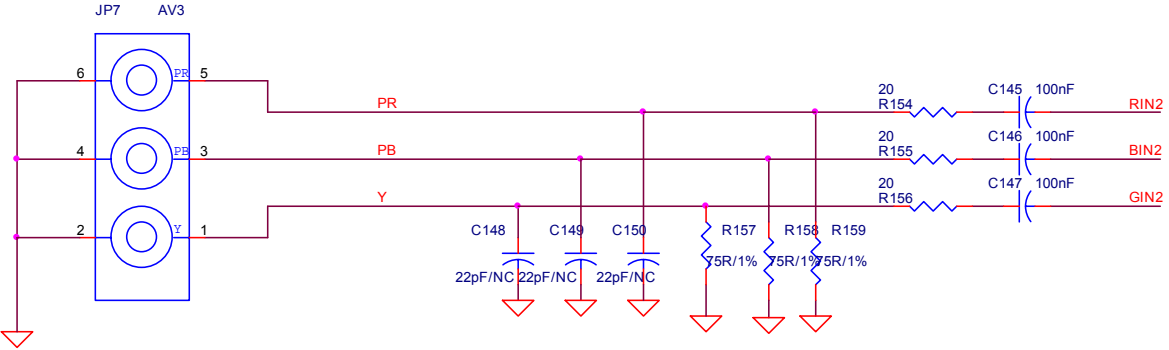 JP7 AV3
6 PR 5
4 PB 3
2 Y 1
PR
PB
Y
20
R154
C145 100nF
RIN2
20
R155
C146 100nF
BIN2
20
R156
C147 100nF
GIN2
C148 C149 C150
22pF/NC 22pF/NC 22pF/NC
R157 R158 R159
75R/1% 75R/1% 75R/1%